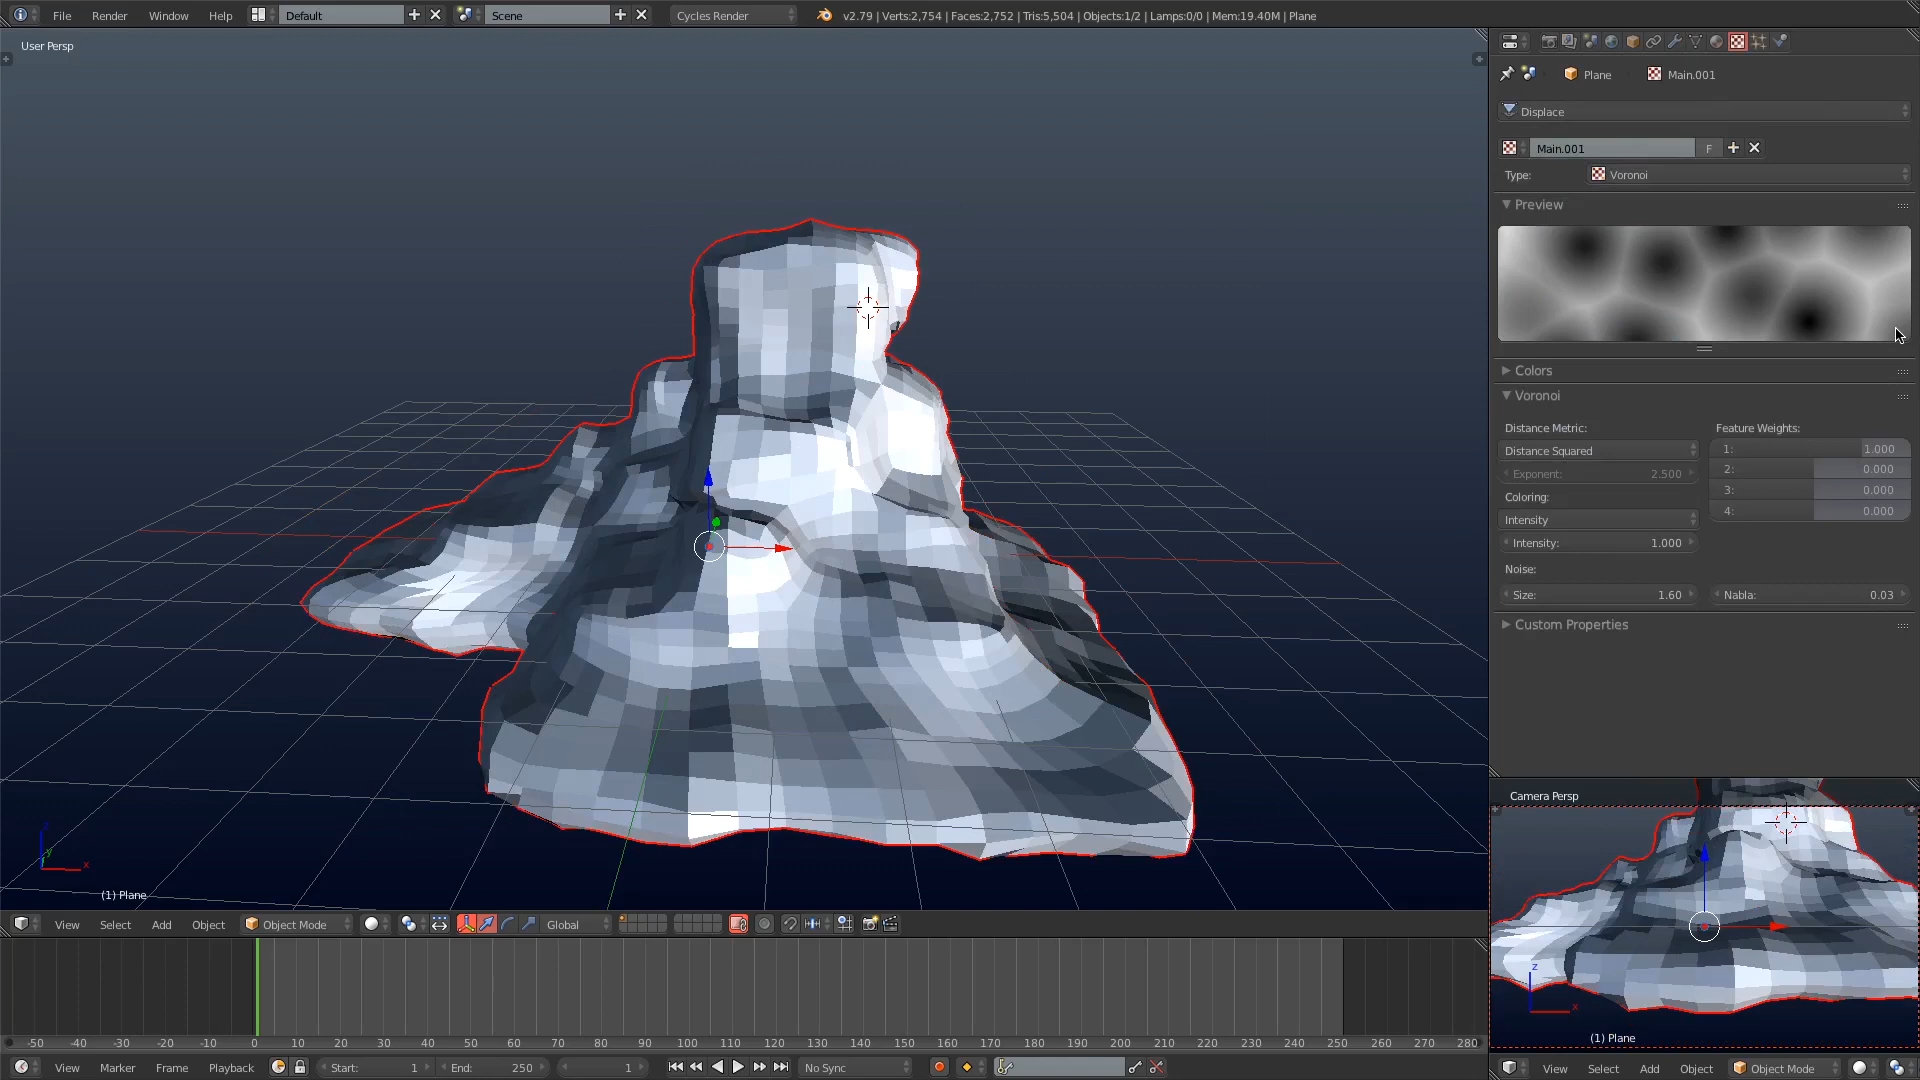 File Render Window Help Default Scene Cycles Render v2.79 | Verts:2,754 | Faces:2,752 | Tris:5,504 | Objects:1/2 | Lamps:0/0 | Mem:19.40M | Plane
User Persp
Plane Main.001
Displace
Main.001 F
Type: Voronoi
Preview
Colors
Voronoi
Distance Metric: Feature Weights:
Distance Squared 1: 1.000
Exponent: 2.500 2: 0.000
Coloring: 3: 0.000
Intensity 4: 0.000
Intensity: 1.000
Noise:
Size: 1.60 Nabla: 0.03
Custom Properties
Camera Persp
z
x
(1) Plane
y
x
(1) Plane
View Select Add Object Object Mode Global
-50 -40 -30 -20 -10 0 10 20 30 40 50 60 70 80 90 100 110 120 130 140 150 160 170 180 190 200 210 220 230 240 250 260 270 280
View Marker Frame Playback Start: 1 End: 250 1 No Sync
View Select Add Object Object Mode